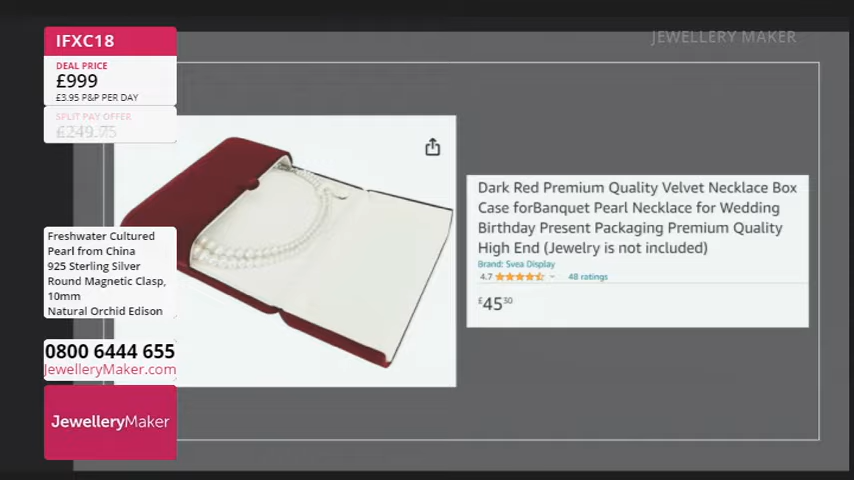 JEWELLERY MAKER
IFXC18
DEAL PRICE
£999
£3.95 P&P PER DAY
SPLIT PAY OFFER
£249.75
Freshwater Cultured
Pearl from China
925 Sterling Silver
Round Magnetic Clasp,
10mm
Natural Orchid Edison
0800 6444 655
JewelleryMaker.com
JewelleryMaker
Dark Red Premium Quality Velvet Necklace Box
Case forBanquet Pearl Necklace for Wedding
Birthday Present Packaging Premium Quality
High End (Jewelry is not included)
Brand: Svea Display
4.7 48 ratings
£4530